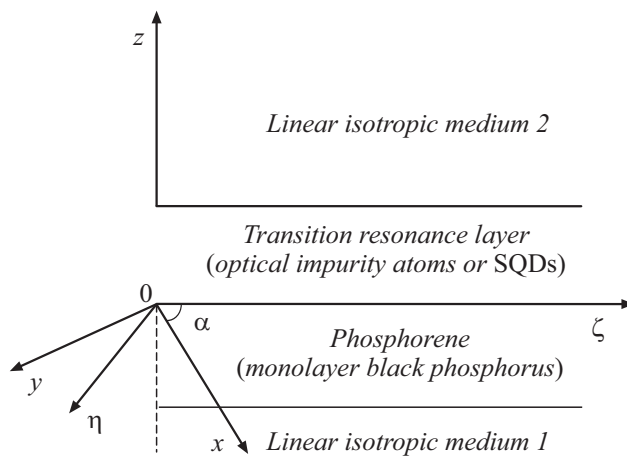 z
Linear isotropic medium 2
Transition resonance layer
(optical impurity atoms or SQDs)
0
α
ζ
Phosphorene
(monolayer black phosphorus)
y
η
x
Linear isotropic medium 1